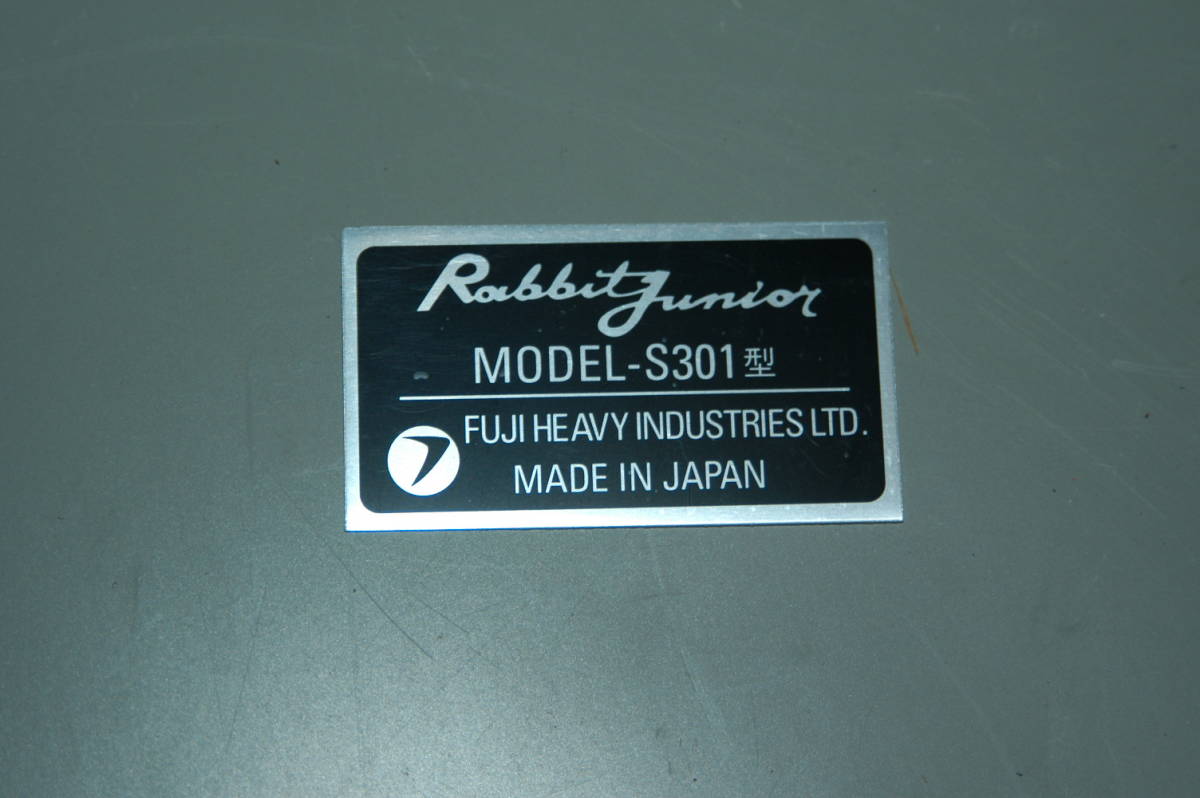 Rabbit Junior
MODEL-S301型
FUJI HEAVY INDUSTRIES LTD.
MADE IN JAPAN